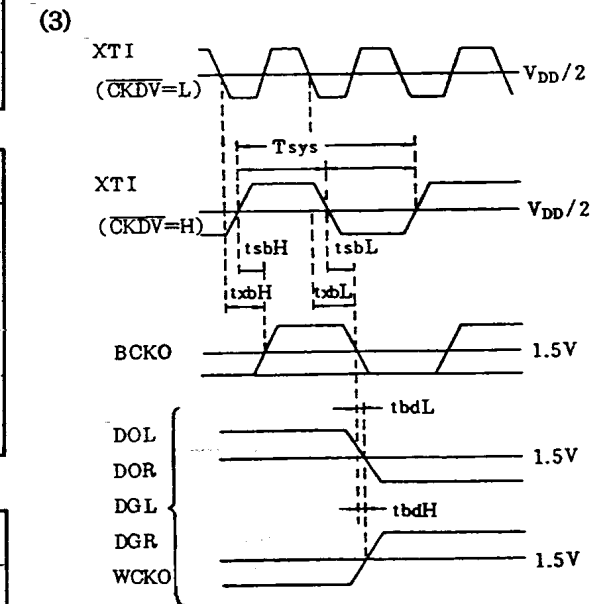 (3)
XTI
(CKDV=L)
VDD/2
Tsys
XTI
(CKDV=H)
VDD/2
tsbH tsbL
txbH txbL
BCKO
1.5V
tbdL
DOL
DOR
1.5V
DGL
tbdH
DGR
WCKO
1.5V